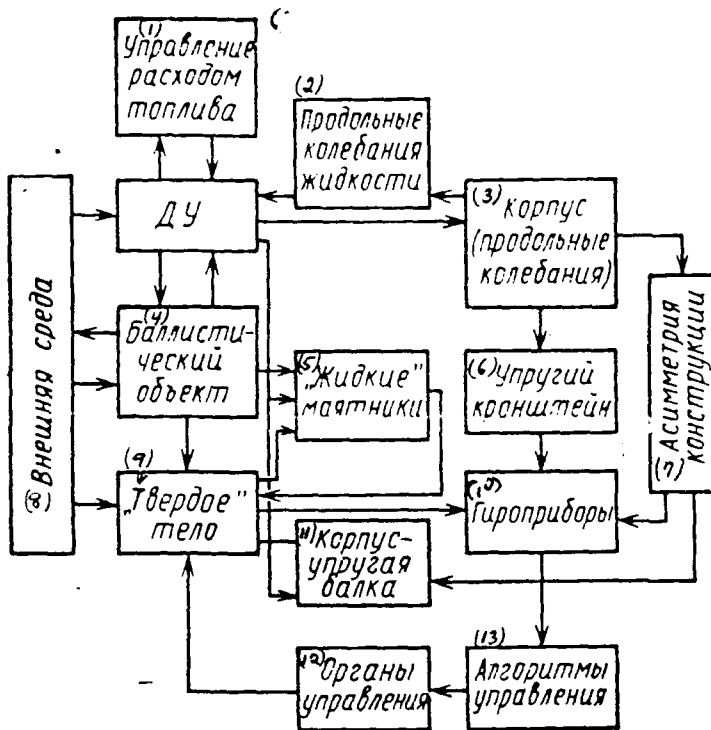 (1)
Управление
расходом
топлива
(2)
Продольные
колебания
жидкости
ДУ
(3) Корпус
(продольные
колебания)
(4)
Баллисти-
ческий
объект
(5) „Жидкие"
маятники
(6) Упругий
кронштейн
(7) Асимметрия
конструкции
(8) Внешняя среда
(9)
„Твердое"
тело
(10)
Гироприборы
11) Корпус-
упругая
балка
(12) Органы
управления
(13)
Алгоритмы
управления